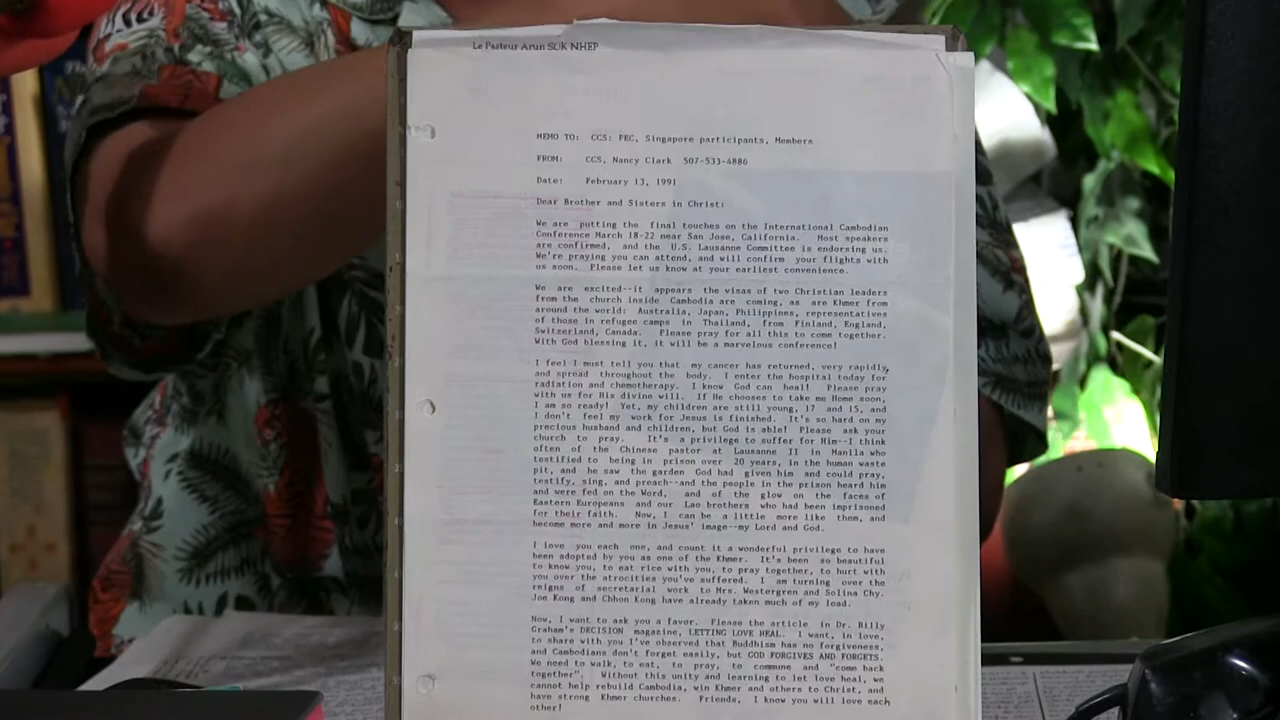 Le Pasteur Arun SOK NHEP
MEMO TO: CCS: PEC, Singapore participants, Members
FROM: CCS, Nancy Clark 507-533-4886
Date: February 13, 1991
Dear Brother and Sisters in Christ:
We are putting the final touches on the International Cambodian
Conference March 18-22 near San Jose, California. Most speakers
are confirmed, and the U.S. Lausanne Committee is endorsing us.
We're praying you can attend, and will confirm your flights with
us soon. Please let us know at your earliest convenience.
We are excited--it appears the visas of two Christian leaders
from the church inside Cambodia are coming, as are Khmer from
around the world: Australia, Japan, Philippines, representatives
of those in refugee camps in Thailand, from Finland, England,
Switzerland, Canada. Please pray for all this to come together.
With God blessing it, it will be a marvelous conference!
I feel I must tell you that my cancer has returned, very rapidly,
and spread throughout the body. I enter the hospital today for
radiation and chemotherapy. I know God can heal! Please pray
with us for His divine will. If He chooses to take me Home soon,
I am so ready! Yet, my children are still young, 17 and 15, and
I don't feel my work for Jesus is finished. It's so hard on my
precious husband and children, but God is able! Please ask your
church to pray. It's a privilege to suffer for Him--I think
often of the Chinese pastor at Lausanne II in Manila who
testified to being in prison over 20 years, in the human waste
pit, and he saw the garden God had given him and could pray,
testify, sing, and preach--and the people in the prison heard him
and were fed on the Word, and of the glow on the faces of
Eastern Europeans and our Lao brothers who had been imprisoned
for their faith. Now, I can be a little more like them, and
become more and more in Jesus' image--my Lord and God.
I love you each one, and count it a wonderful privilege to have
been adopted by you as one of the Khmer. It's been so beautiful
to know you, to eat rice with you, to pray together, to hurt with
you over the atrocities you've suffered. I am turning over the
reigns of secretarial work to Mrs. Westergren and Solina Chy.
Joe Kong and Chhon Kong have already taken much of my load.
Now, I want to ask you a favor. Please the article in Dr. Billy
Graham's DECISION magazine, LETTING LOVE HEAL. I want, in love,
to share with you I've observed that Buddhism has no forgiveness,
and Cambodians don't forget easily, but GOD FORGIVES AND FORGETS.
We need to walk, to eat, to pray, to commune and "come back
together". Without this unity and learning to let love heal, we
cannot help rebuild Cambodia, win Khmer and others to Christ, and
have strong Khmer churches. Friends, I know you will love each
other!